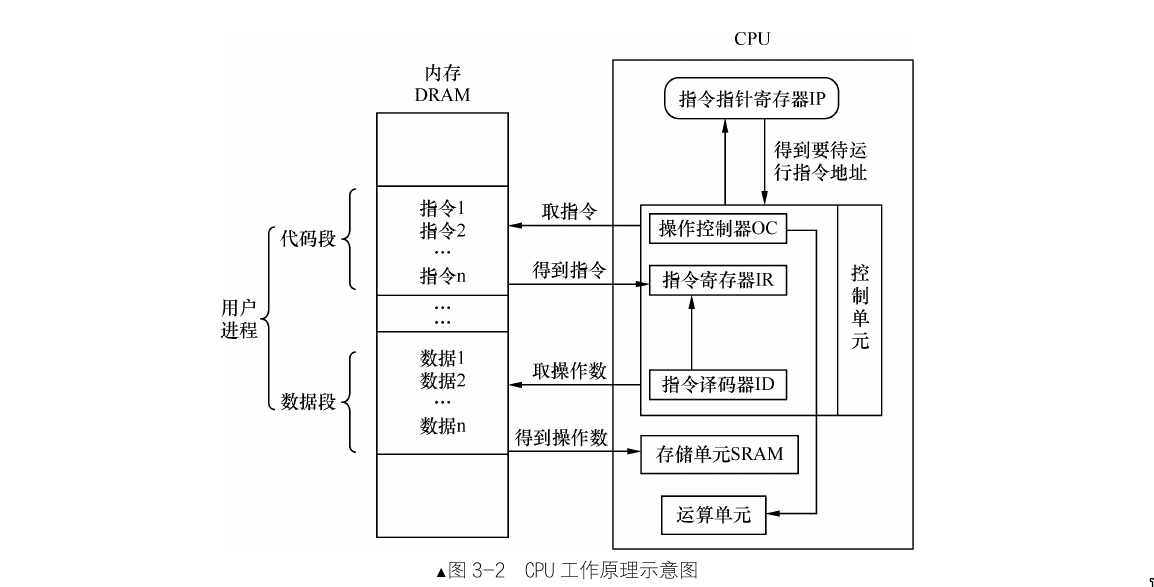 CPU
内存
DRAM
指令指针寄存器IP
得到要待运
行指令地址
用户
进程
代码段
指令1
指令2
…
指令n
…
…
数据段
数据1
数据2
…
数据n
取指令
得到指令
取操作数
得到操作数
操作控制器OC
指令寄存器IR
指令译码器ID
控
制
单
元
存储单元SRAM
运算单元
▲图 3-2 CPU 工作原理示意图